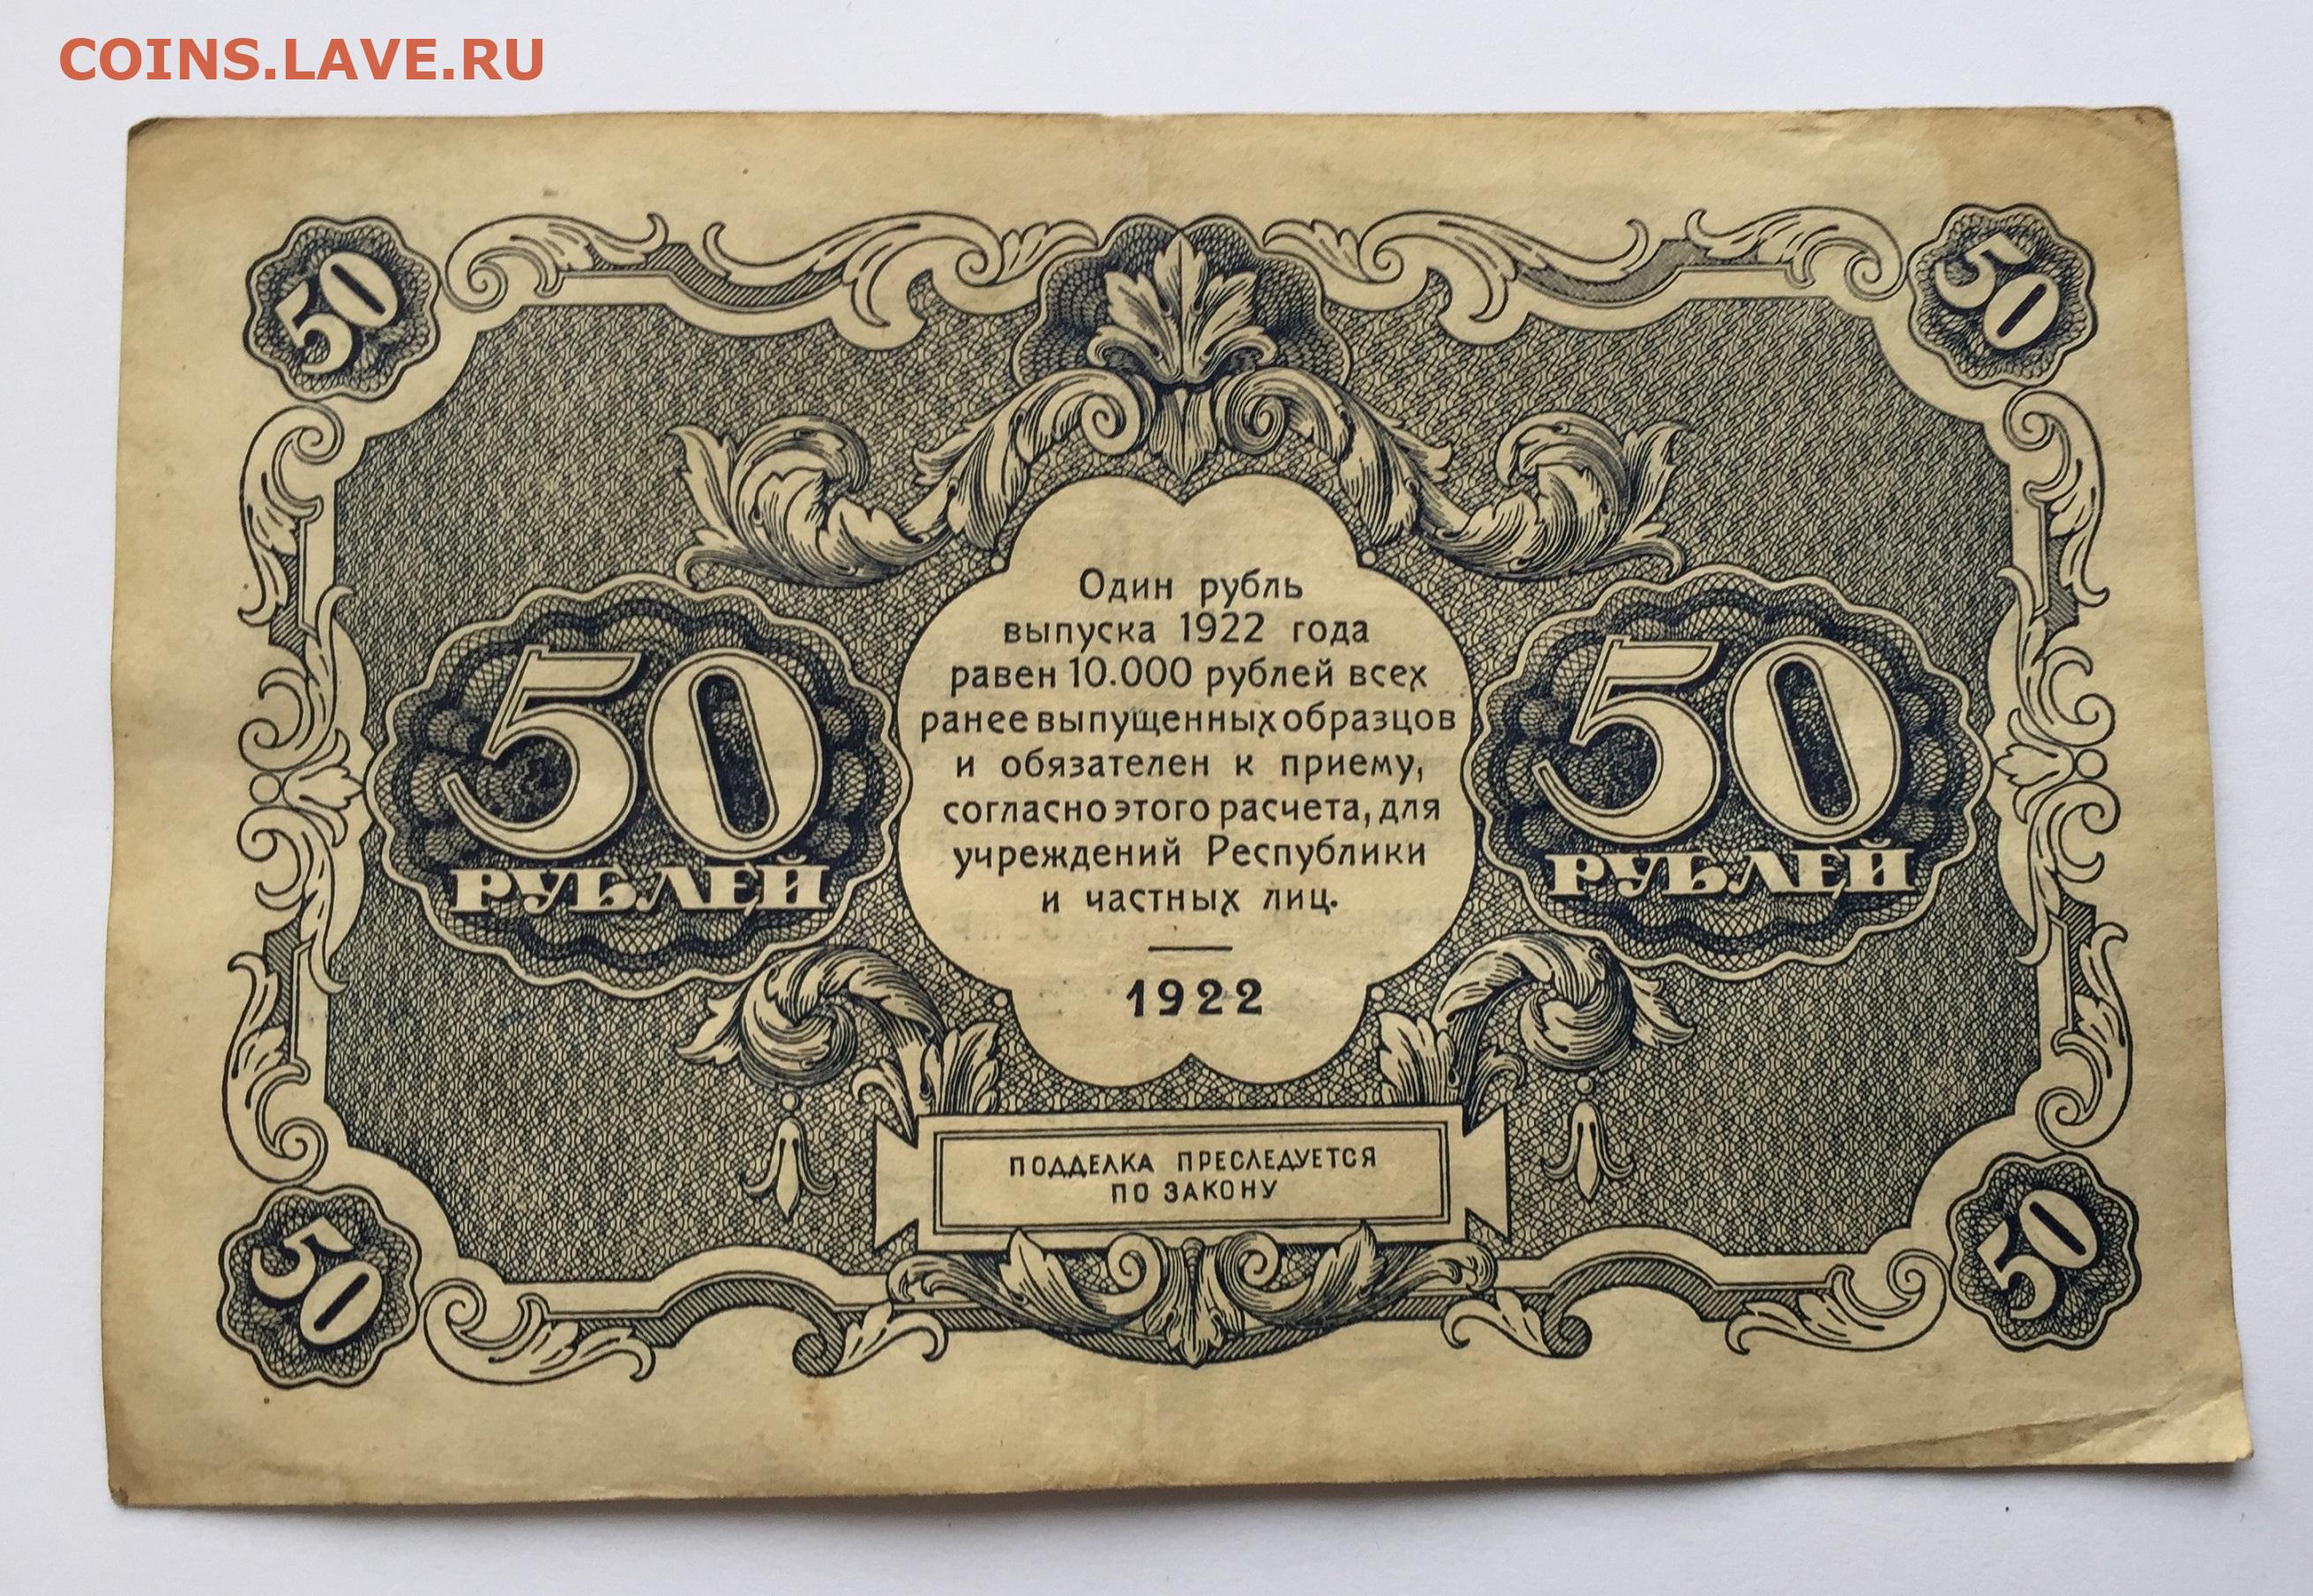 COINS.LAVE.RU
50
50
Один рубль
выпуска 1922 года
равен 10.000 рублей всех
ранее выпущенных образцов
и обязателен к приему,
согласно этого расчета, для
учреждений Республики
и частных лиц.
1922
50
РУБЛЕЙ
50
РУБЛЕЙ
ПОДДЕЛКА ПРЕСЛЕДУЕТСЯ
ПО ЗАКОНУ
50
50